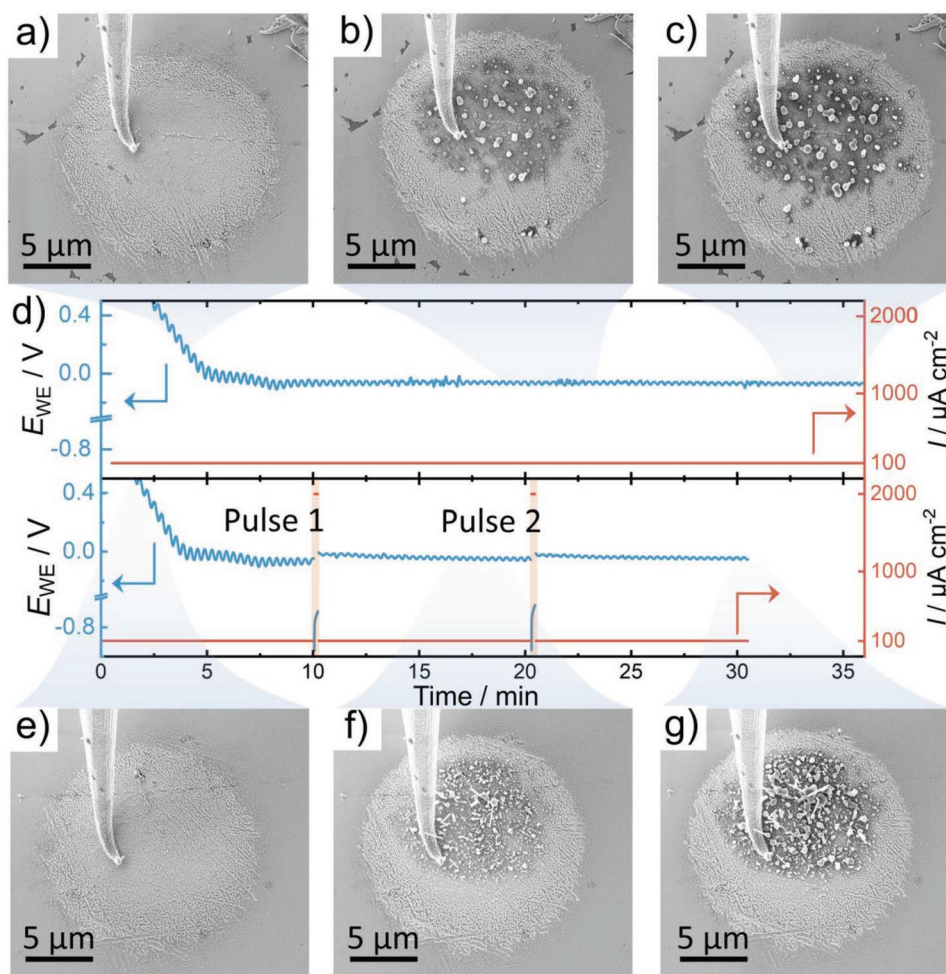 a)
b)
c)
5 µm
5 µm
5 µm
d)
0.4
0.0
-0.8
E_WE / V
2000
1000
100
I / µA cm⁻²
0.4
0.0
-0.8
E_WE / V
Pulse 1
Pulse 2
2000
1000
100
I / µA cm⁻²
0
5
10
15
20
25
30
35
Time / min
e)
f)
g)
5 µm
5 µm
5 µm